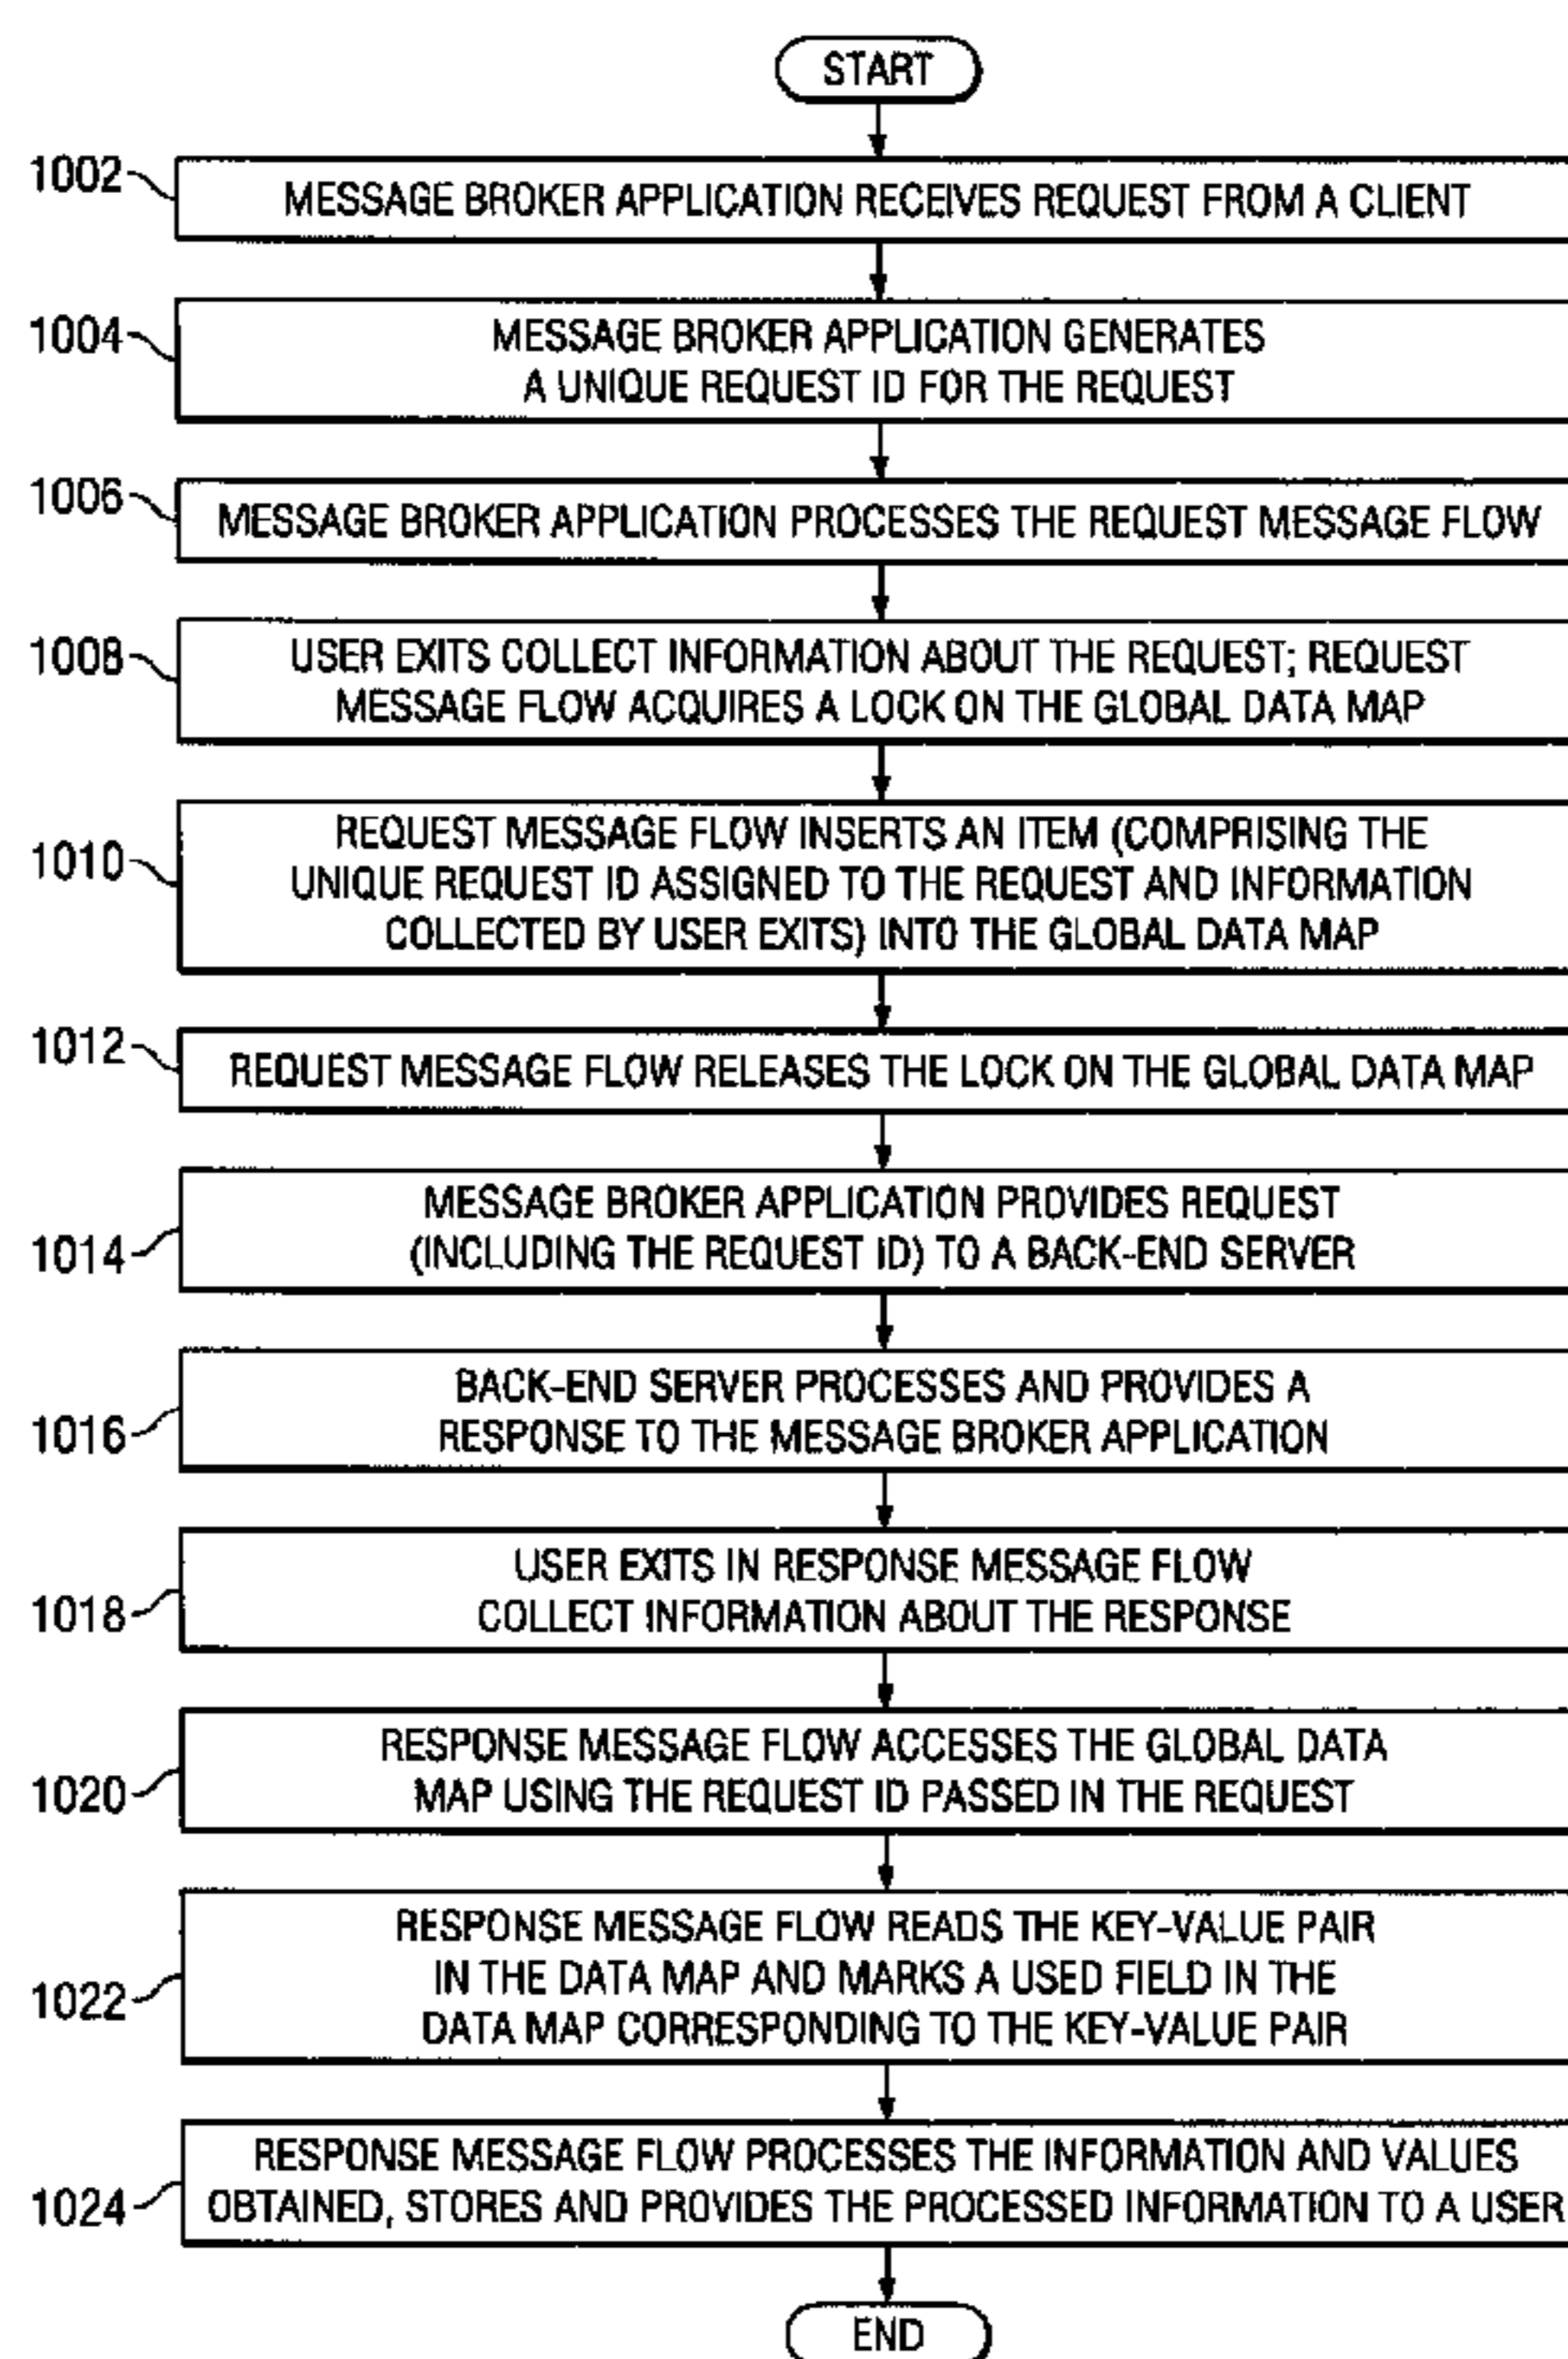 START
1002
MESSAGE BROKER APPLICATION RECEIVES REQUEST FROM A CLIENT
1004
MESSAGE BROKER APPLICATION GENERATES
A UNIQUE REQUEST ID FOR THE REQUEST
1006
MESSAGE BROKER APPLICATION PROCESSES THE REQUEST MESSAGE FLOW
1008
USER EXITS COLLECT INFORMATION ABOUT THE REQUEST; REQUEST
MESSAGE FLOW ACQUIRES A LOCK ON THE GLOBAL DATA MAP
1010
REQUEST MESSAGE FLOW INSERTS AN ITEM (COMPRISING THE
UNIQUE REQUEST ID ASSIGNED TO THE REQUEST AND INFORMATION
COLLECTED BY USER EXITS) INTO THE GLOBAL DATA MAP
1012
REQUEST MESSAGE FLOW RELEASES THE LOCK ON THE GLOBAL DATA MAP
1014
MESSAGE BROKER APPLICATION PROVIDES REQUEST
(INCLUDING THE REQUEST ID) TO A BACK-END SERVER
1016
BACK-END SERVER PROCESSES AND PROVIDES A
RESPONSE TO THE MESSAGE BROKER APPLICATION
1018
USER EXITS IN RESPONSE MESSAGE FLOW
COLLECT INFORMATION ABOUT THE RESPONSE
1020
RESPONSE MESSAGE FLOW ACCESSES THE GLOBAL DATA
MAP USING THE REQUEST ID PASSED IN THE REQUEST
1022
RESPONSE MESSAGE FLOW READS THE KEY-VALUE PAIR
IN THE DATA MAP AND MARKS A USED FIELD IN THE
DATA MAP CORRESPONDING TO THE KEY-VALUE PAIR
1024
RESPONSE MESSAGE FLOW PROCESSES THE INFORMATION AND VALUES
OBTAINED, STORES AND PROVIDES THE PROCESSED INFORMATION TO A USER
END